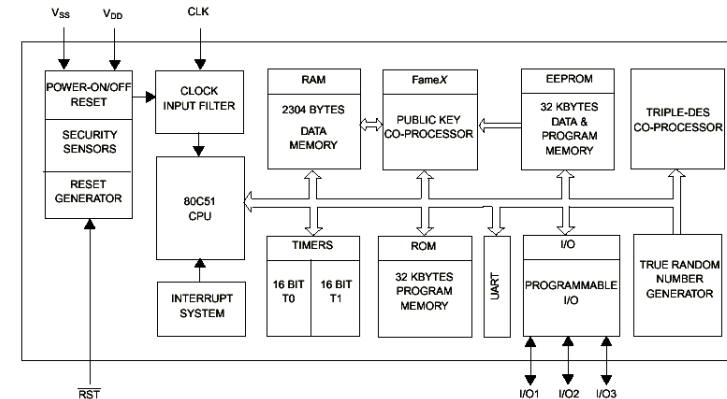 VSS
VDD
CLK
POWER-ON/OFF
RESET
SECURITY
SENSORS
RESET
GENERATOR
CLOCK
INPUT FILTER
80C51
CPU
INTERRUPT
SYSTEM
RAM
2304 BYTES
DATA
MEMORY
FameX
PUBLIC KEY
CO-PROCESSOR
EEPROM
32 KBYTES
DATA &
PROGRAM
MEMORY
TRIPLE-DES
CO-PROCESSOR
TIMERS
16 BIT
T0
16 BIT
T1
ROM
32 KBYTES
PROGRAM
MEMORY
UART
I/O
PROGRAMMABLE
I/O
TRUE RANDOM
NUMBER
GENERATOR
RST
I/O1
I/O2
I/O3